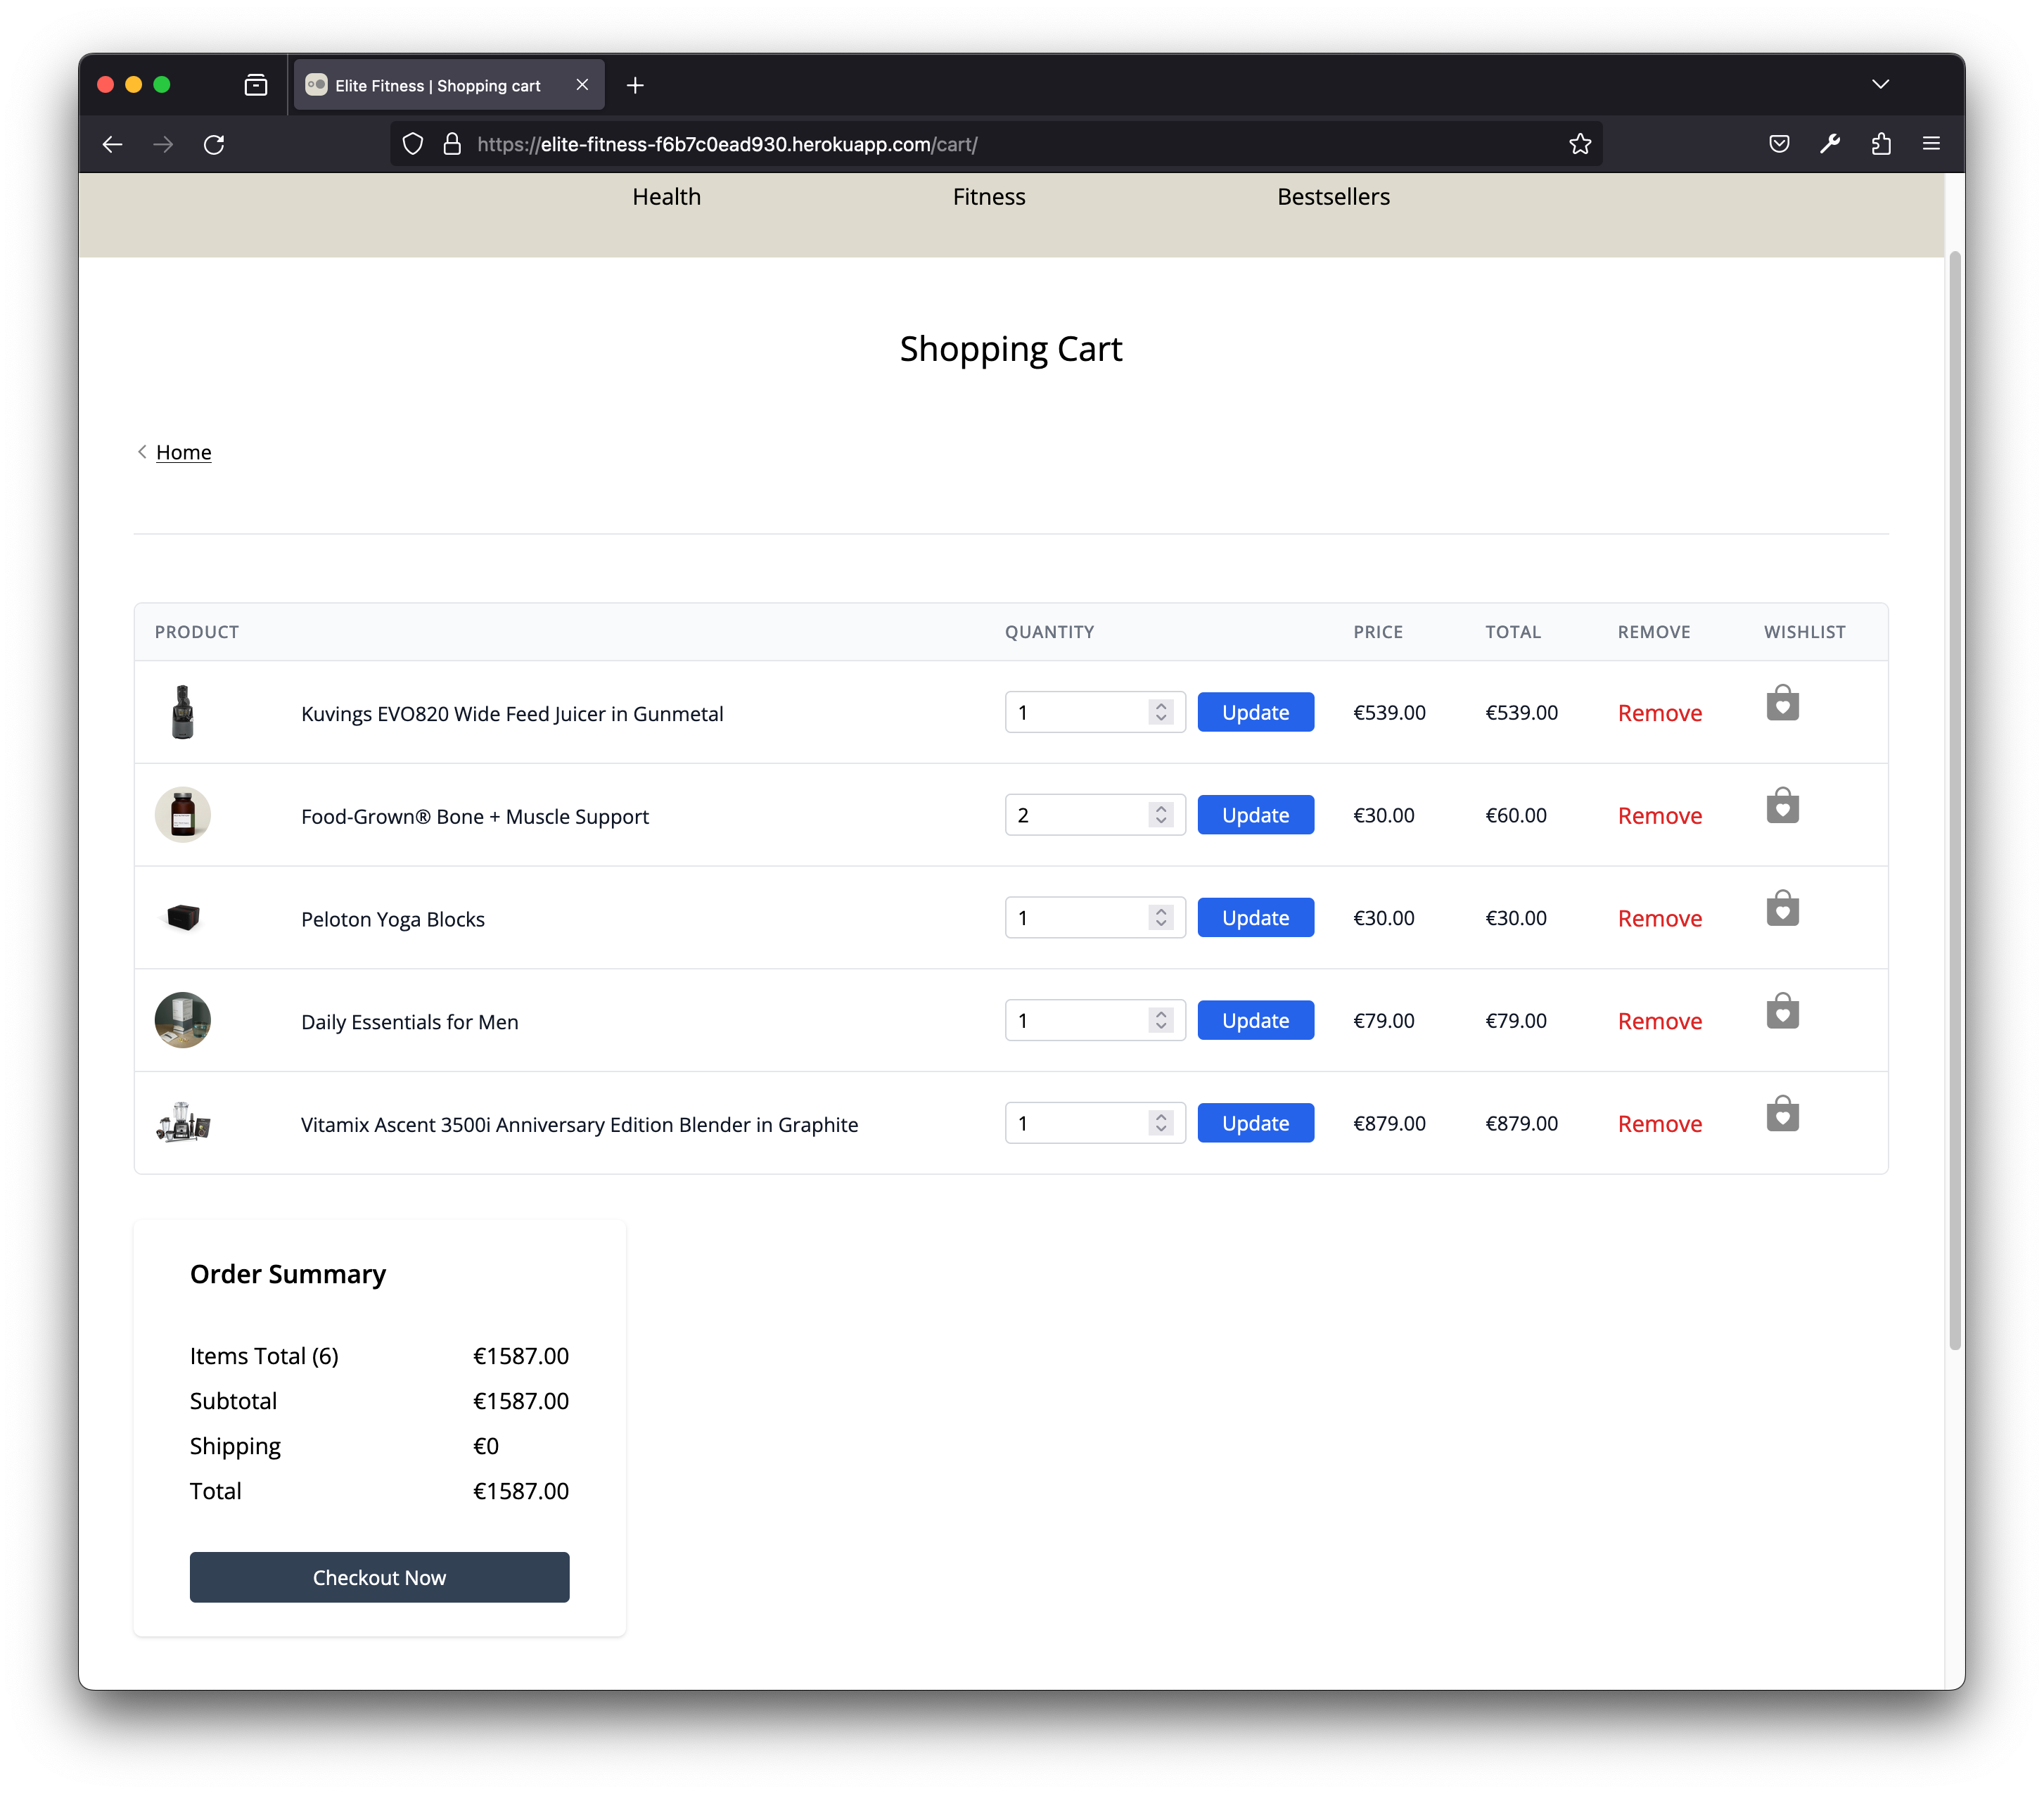 Elite Fitness | Shopping cart
https://elite-fitness-f6b7c0ead930.herokuapp.com/cart/
Health Fitness Bestsellers
Shopping Cart
Home
PRODUCT QUANTITY PRICE TOTAL REMOVE WISHLIST
Kuvings EVO820 Wide Feed Juicer in Gunmetal 1 Update €539.00 €539.00 Remove
Food-Grown® Bone + Muscle Support 2 Update €30.00 €60.00 Remove
Peloton Yoga Blocks 1 Update €30.00 €30.00 Remove
Daily Essentials for Men 1 Update €79.00 €79.00 Remove
Vitamix Ascent 3500i Anniversary Edition Blender in Graphite 1 Update €879.00 €879.00 Remove
Order Summary
Items Total (6) €1587.00
Subtotal €1587.00
Shipping €0
Total €1587.00
Checkout Now